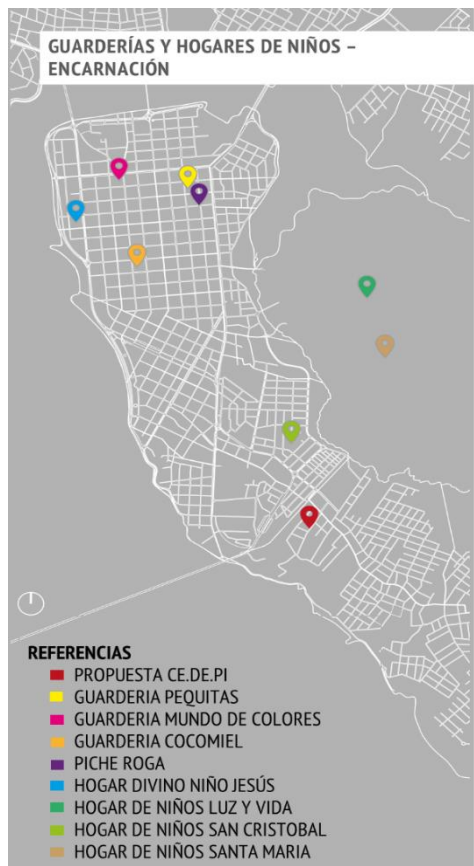 GUARDERÍAS Y HOGARES DE NIÑOS –
ENCARNACIÓN
REFERENCIAS
PROPUESTA CE.DE.PI
GUARDERIA PEQUITAS
GUARDERIA MUNDO DE COLORES
GUARDERIA COCOMIEL
PICHE ROGA
HOGAR DIVINO NIÑO JESÚS
HOGAR DE NIÑOS LUZ Y VIDA
HOGAR DE NIÑOS SAN CRISTOBAL
HOGAR DE NIÑOS SANTA MARIA